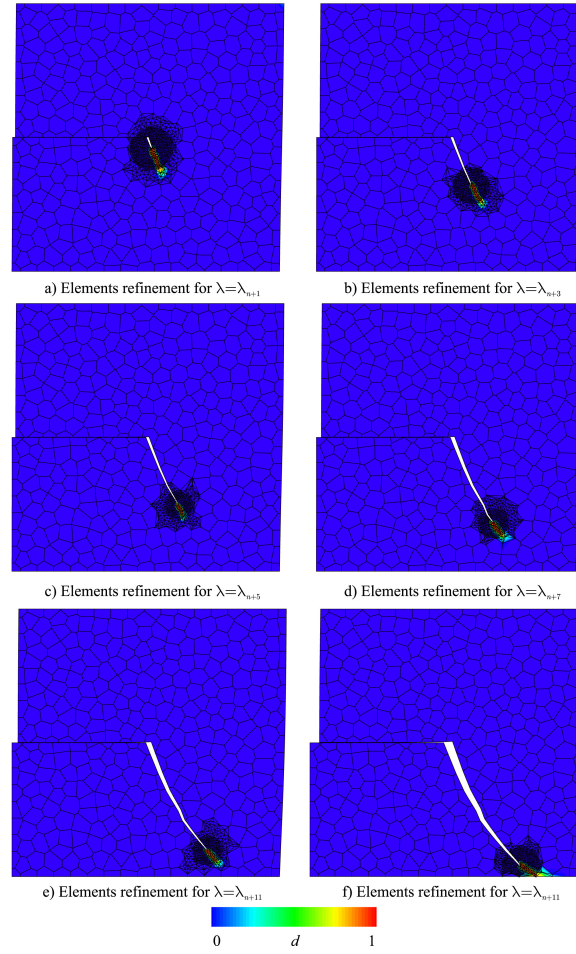 a) Elements refinement for λ=λₙ₊₁
b) Elements refinement for λ=λₙ₊₃
c) Elements refinement for λ=λₙ₊₅
d) Elements refinement for λ=λₙ₊₇
e) Elements refinement for λ=λₙ₊₁₁
f) Elements refinement for λ=λₙ₊₁₁
0 d 1